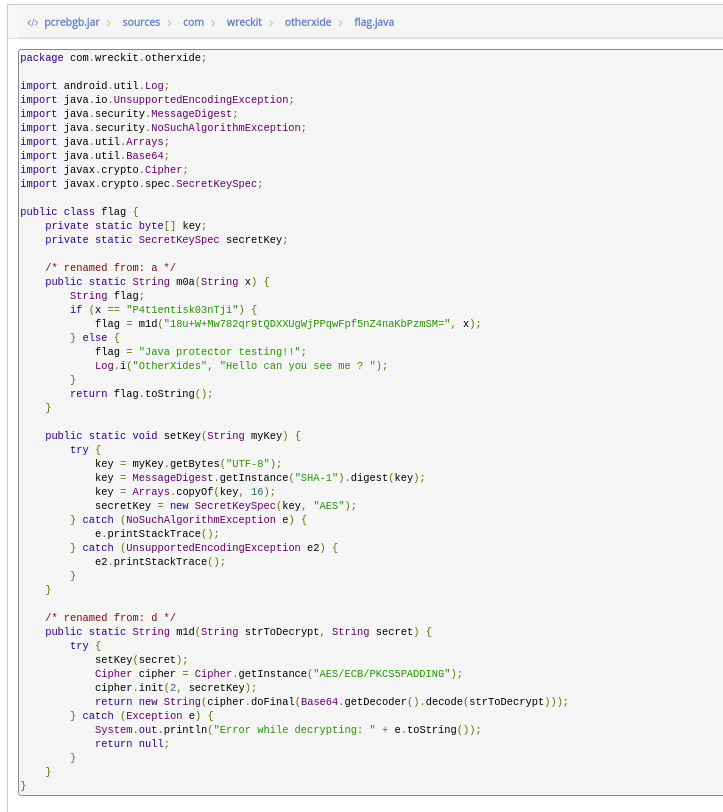 pcrebgb.jar > sources > com > wreckit > otherxide > flag.java
package com.wreckit.otherxide;
import android.util.Log;
import java.io.UnsupportedEncodingException;
import java.security.MessageDigest;
import java.security.NoSuchAlgorithmException;
import java.util.Arrays;
import java.util.Base64;
import javax.crypto.Cipher;
import javax.crypto.spec.SecretKeySpec;
public class flag {
    private static byte[] key;
    private static SecretKeySpec secretKey;
    /* renamed from: a */
    public static String m0a(String x) {
        String flag;
        if (x == "P4t1entisk03nTji") {
            flag = m1d("18u+W+Mw782qr9tQDXXUgWjPPqwFpf5nZ4naKbPzmSM=", x);
        } else {
            flag = "Java protector testing!!";
            Log.i("OtherXides", "Hello can you see me ? ");
        }
        return flag.toString();
    }
    public static void setKey(String myKey) {
        try {
            key = myKey.getBytes("UTF-8");
            key = MessageDigest.getInstance("SHA-1").digest(key);
            key = Arrays.copyOf(key, 16);
            secretKey = new SecretKeySpec(key, "AES");
        } catch (NoSuchAlgorithmException e) {
            e.printStackTrace();
        } catch (UnsupportedEncodingException e2) {
            e2.printStackTrace();
        }
    }
    /* renamed from: d */
    public static String m1d(String strToDecrypt, String secret) {
        try {
            setKey(secret);
            Cipher cipher = Cipher.getInstance("AES/ECB/PKCS5PADDING");
            cipher.init(2, secretKey);
            return new String(cipher.doFinal(Base64.getDecoder().decode(strToDecrypt)));
        } catch (Exception e) {
            System.out.println("Error while decrypting: " + e.toString());
            return null;
        }
    }
}